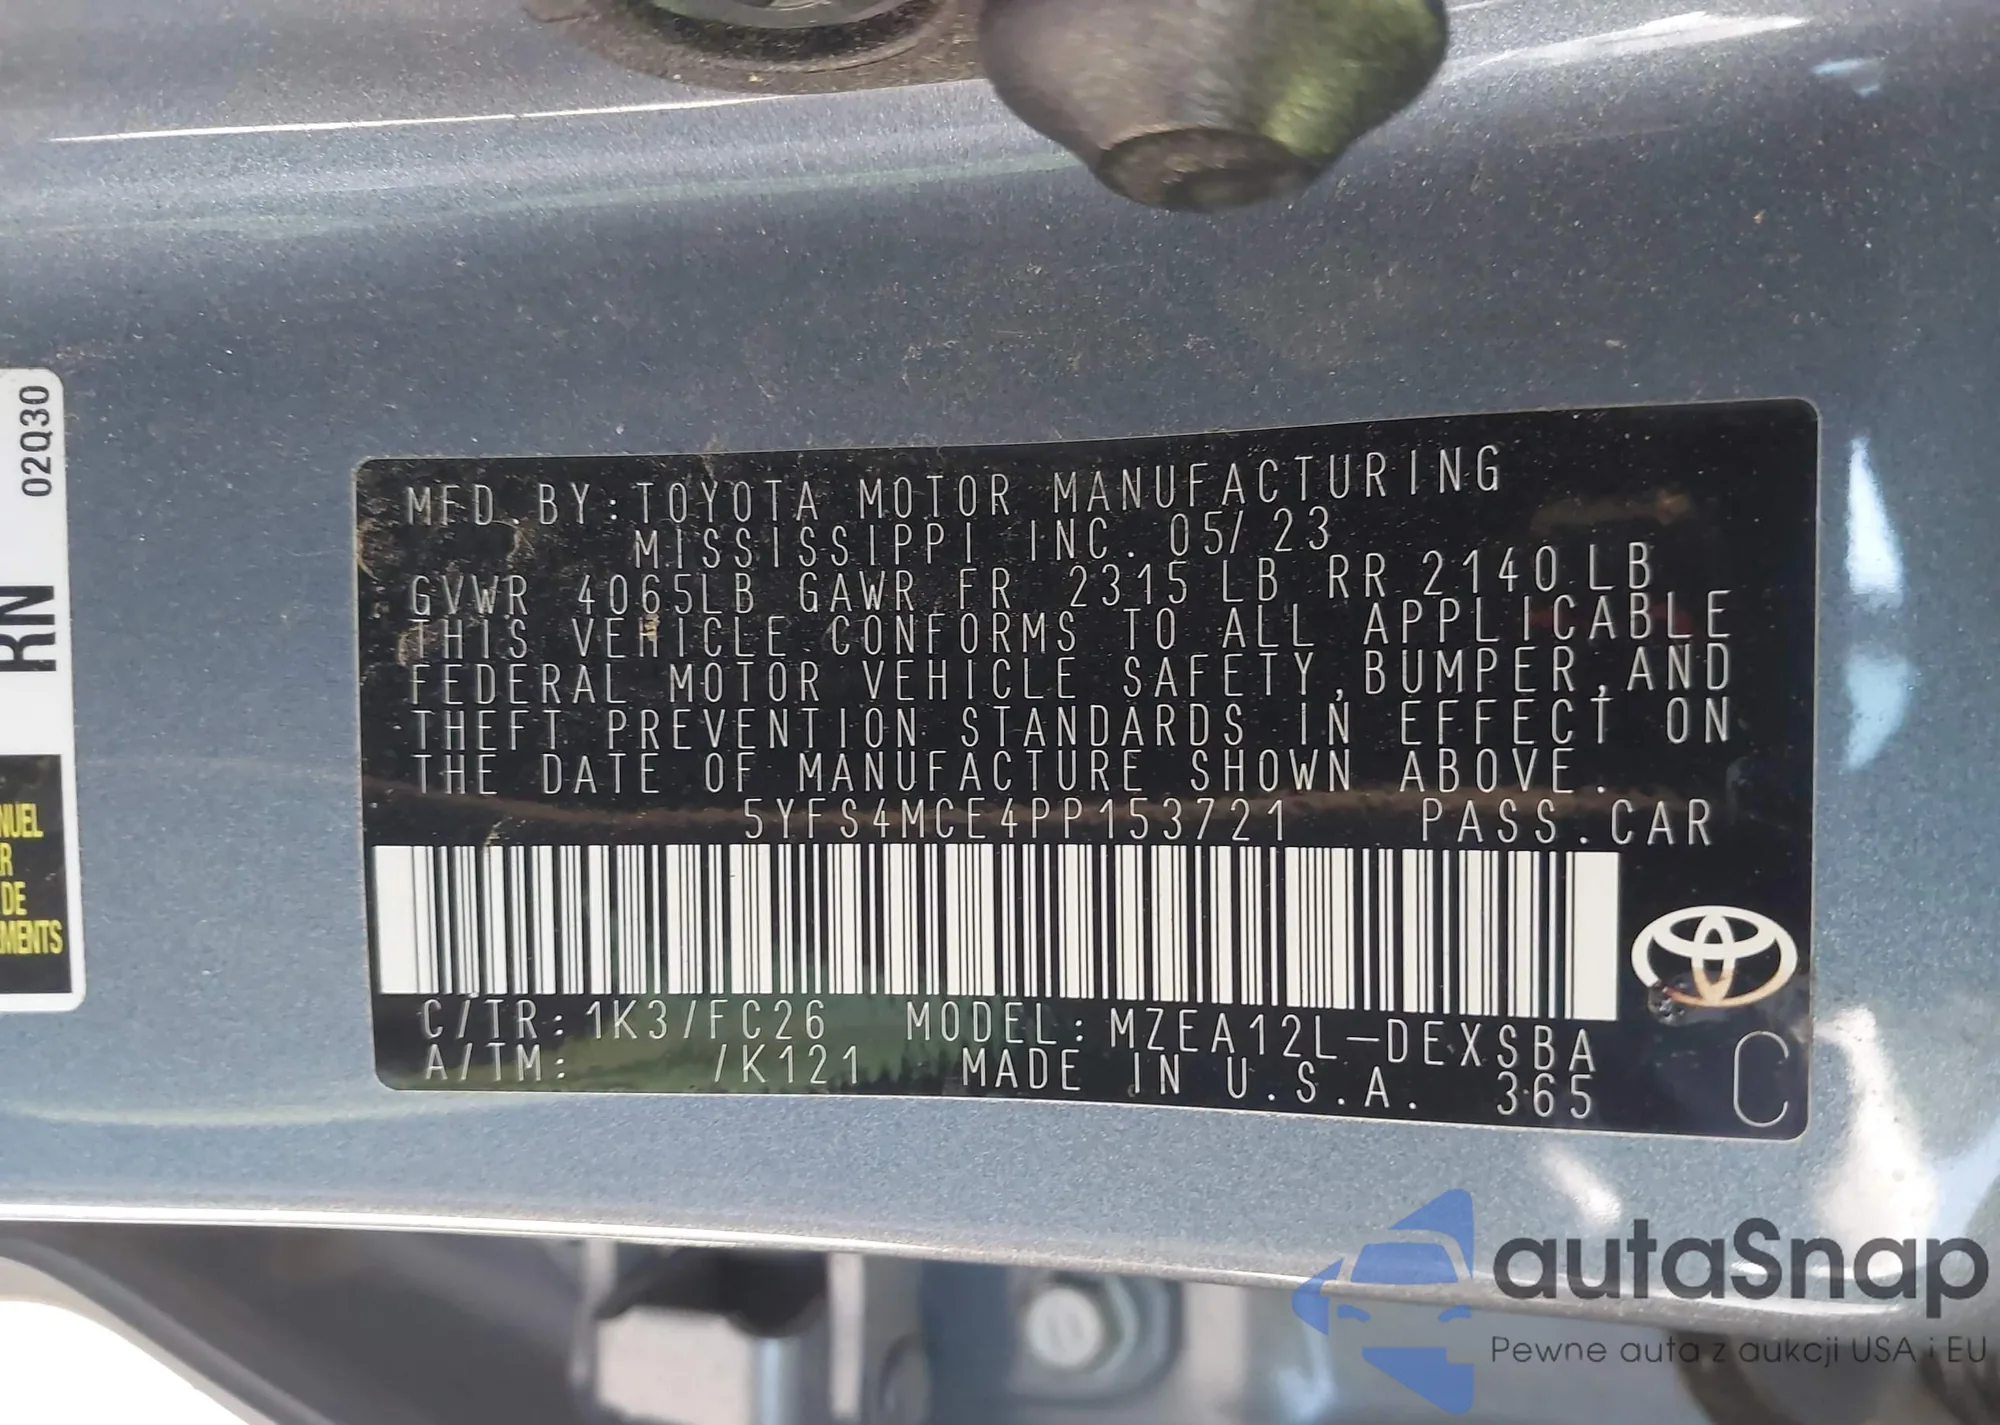 02Q30
RN
NUEL
R
DE
EMENTS
MFD.BY:TOYOTA MOTOR MANUFACTURING
MISSISSIPPI INC. 05/23
GVWR 4065LB GAWR FR 2315LB RR 2140LB
THIS VEHICLE CONFORMS TO ALL APPLICABLE
FEDERAL MOTOR VEHICLE SAFETY,BUMPER,AND
THEFT PREVENTION STANDARDS IN EFFECT ON
THE DATE OF MANUFACTURE SHOWN ABOVE.
5YFS4MCE4PP153721 PASS.CAR
C/TR:1K3/FC26 MODEL:MZEA12L-DEXSBA
A/TM: /K121 MADE IN U.S.A. 365
C
autaSnap
Pewne auta z aukcji USA i EU